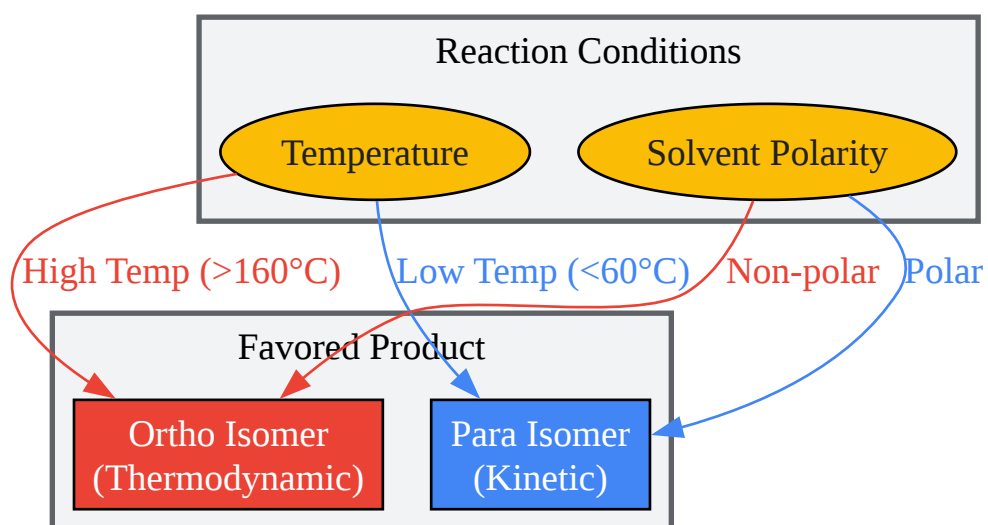 Reaction Conditions
Temperature
Solvent Polarity
High Temp (>160°C)
Low Temp (<60°C)
Non-polar
Polar
Favored Product
Ortho Isomer
(Thermodynamic)
Para Isomer
(Kinetic)